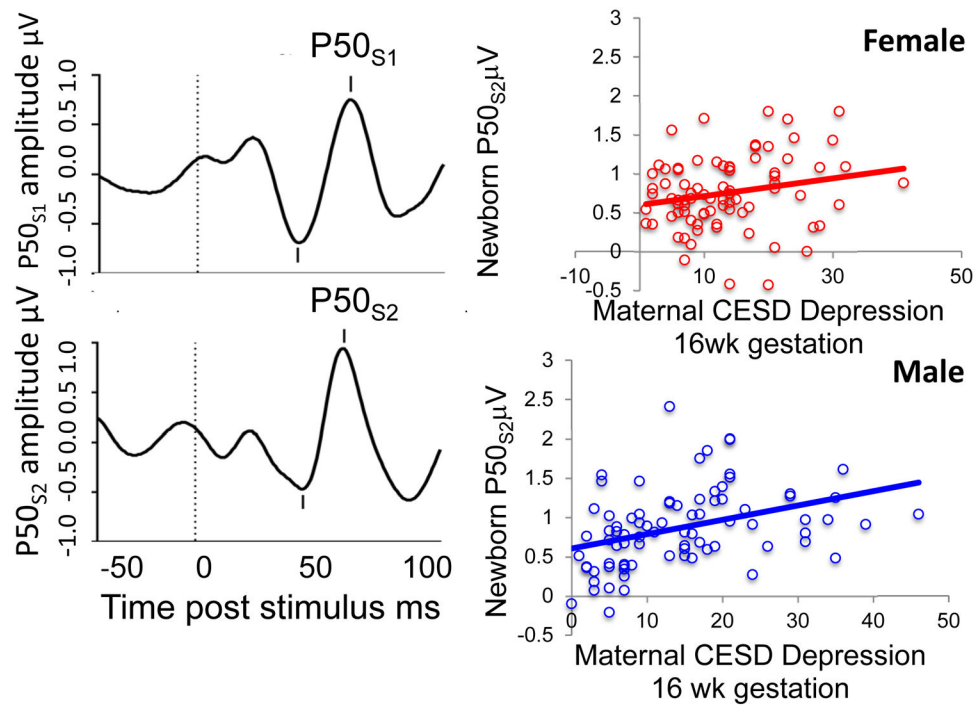 P50S1
P50S1 amplitude μV
1.0
0.5
0.0
-0.5
-1.0
P50S2
P50S2 amplitude μV
1.0
0.5
0.0
-0.5
-1.0
-50 0 50 100
Time post stimulus ms
Female
Newborn P50S2μV
3
2.5
2
1.5
1
0.5
0
-0.5
-10 10 30 50
Maternal CESD Depression
16wk gestation
Male
Newborn P50S2μV
3
2.5
2
1.5
1
0.5
0
-0.5
0 10 20 30 40 50
Maternal CESD Depression
16 wk gestation